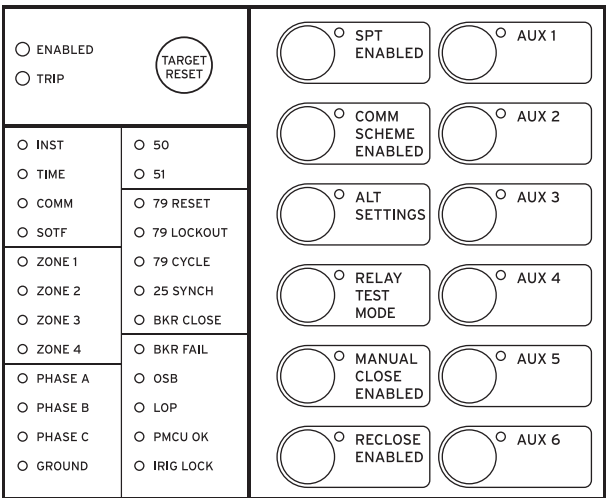 ENABLED
TRIP
TARGET
RESET
INST
TIME
COMM
SOTF
ZONE 1
ZONE 2
ZONE 3
ZONE 4
PHASE A
PHASE B
PHASE C
GROUND
50
51
79 RESET
79 LOCKOUT
79 CYCLE
25 SYNCH
BKR CLOSE
BKR FAIL
OSB
LOP
PMCU OK
IRIG LOCK
SPT
ENABLED
AUX 1
COMM
SCHEME
ENABLED
AUX 2
ALT
SETTINGS
AUX 3
RELAY
TEST
MODE
AUX 4
MANUAL
CLOSE
ENABLED
AUX 5
RECLOSE
ENABLED
AUX 6